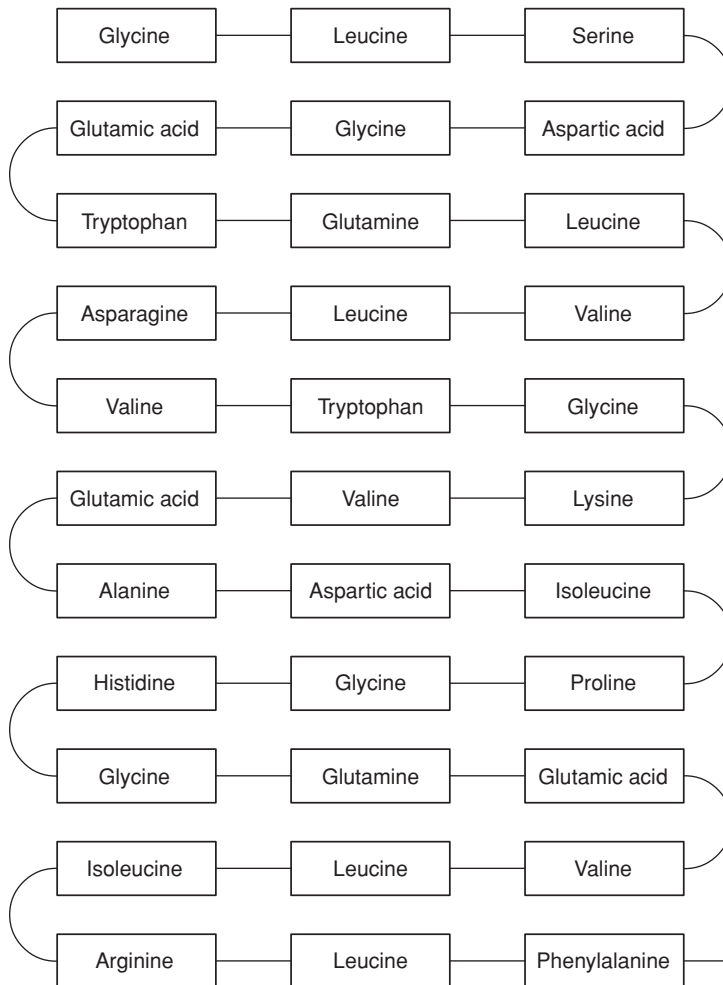 Glycine Leucine Serine
Glutamic acid Glycine Aspartic acid
Tryptophan Glutamine Leucine
Asparagine Leucine Valine
Valine Tryptophan Glycine
Glutamic acid Valine Lysine
Alanine Aspartic acid Isoleucine
Histidine Glycine Proline
Glycine Glutamine Glutamic acid
Isoleucine Leucine Valine
Arginine Leucine Phenylalanine